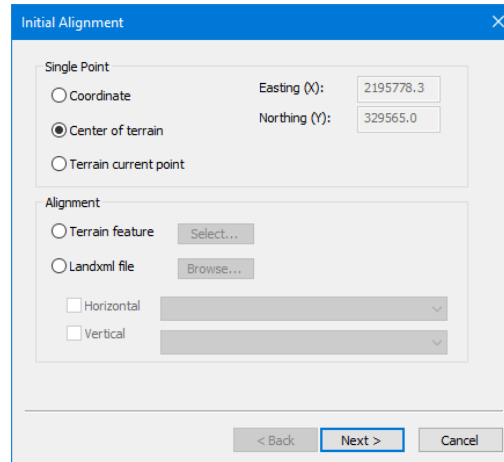 Initial Alignment
Single Point
Coordinate
Easting (X): 2195778.3
Center of terrain
Northing (Y): 329565.0
Terrain current point
Alignment
Terrain feature Select...
Landxml file Browse...
Horizontal
Vertical
< Back Next > Cancel